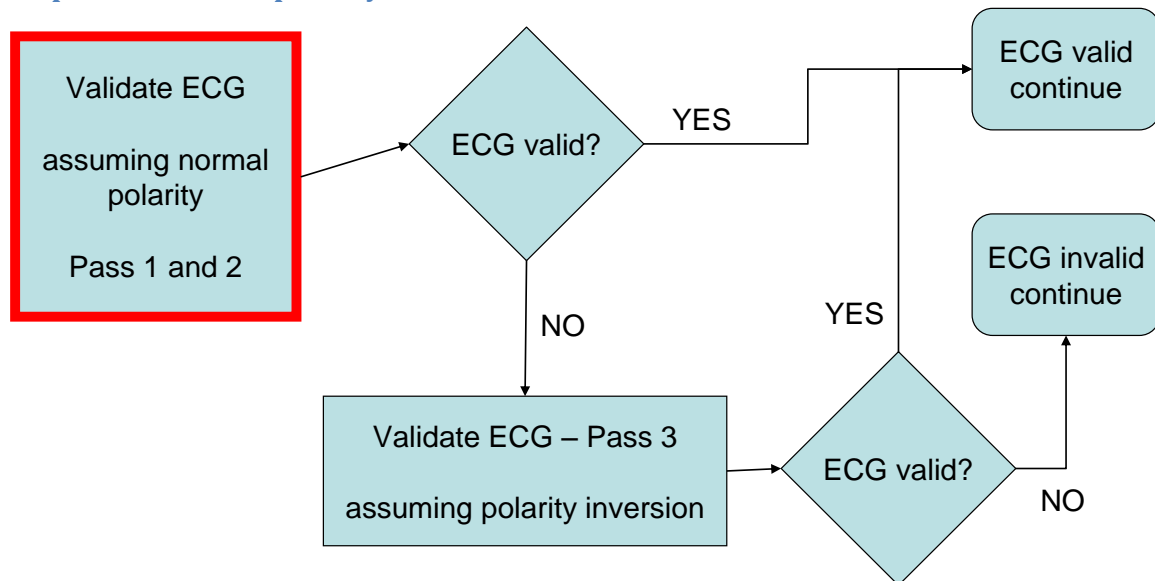 Validate ECG
assuming normal
polarity
Pass 1 and 2
ECG valid?
YES
ECG valid
continue
NO
Validate ECG – Pass 3
assuming polarity inversion
ECG valid?
YES
NO
ECG invalid
continue